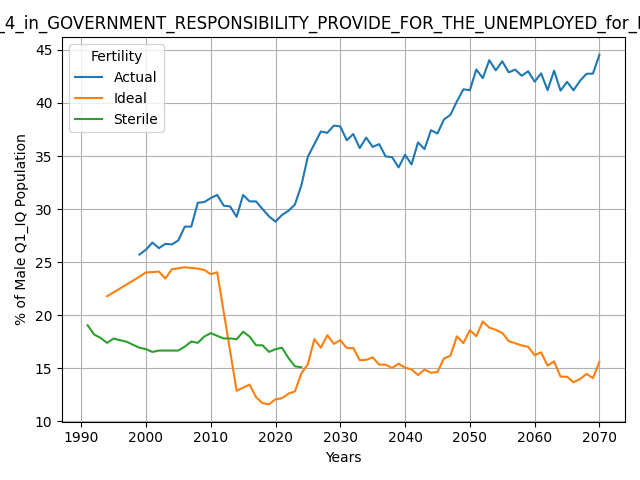 _4_in_GOVERNMENT_RESPONSIBILITY_PROVIDE_FOR_THE_UNEMPLOYED_for_
Fertility
Actual
Ideal
Sterile
% of Male Q1_IQ Population
45
40
35
30
25
20
15
10
1990 2000 2010 2020 2030 2040 2050 2060 2070
Years